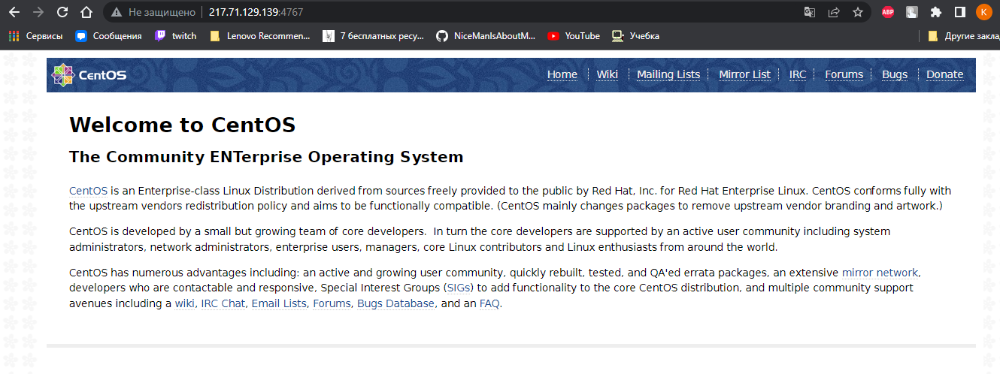 Не защищено 217.71.129.139:4767
ABP
K
Сервисы Сообщения twitch Lenovo Recommen... 7 бесплатных ресу... NiceManIsAboutM... YouTube Учебка Другие закла
CentOS Home Wiki Mailing Lists Mirror List IRC Forums Bugs Donate
Welcome to CentOS
The Community ENTerprise Operating System
CentOS is an Enterprise-class Linux Distribution derived from sources freely provided to the public by Red Hat, Inc. for Red Hat Enterprise Linux. CentOS conforms fully with
the upstream vendors redistribution policy and aims to be functionally compatible. (CentOS mainly changes packages to remove upstream vendor branding and artwork.)
CentOS is developed by a small but growing team of core developers. In turn the core developers are supported by an active user community including system
administrators, network administrators, enterprise users, managers, core Linux contributors and Linux enthusiasts from around the world.
CentOS has numerous advantages including: an active and growing user community, quickly rebuilt, tested, and QA'ed errata packages, an extensive mirror network,
developers who are contactable and responsive, Special Interest Groups (SIGs) to add functionality to the core CentOS distribution, and multiple community support
avenues including a wiki, IRC Chat, Email Lists, Forums, Bugs Database, and an FAQ.